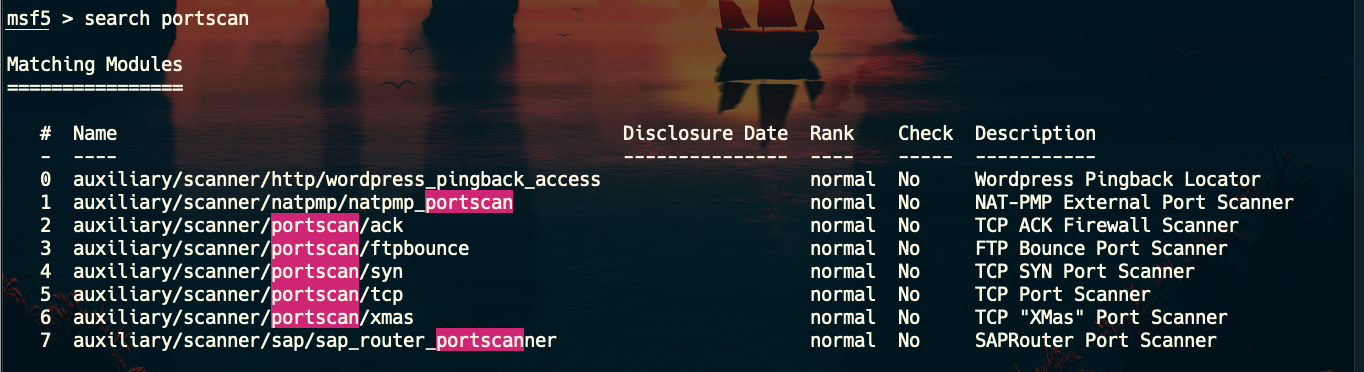 msf5 > search portscan
Matching Modules
================
#  Name  Disclosure Date  Rank  Check  Description
-  ----  ---------------  ----  -----  -----------
0  auxiliary/scanner/http/wordpress_pingback_access  normal  No  Wordpress Pingback Locator
1  auxiliary/scanner/natpmp/natpmp_portscan  normal  No  NAT-PMP External Port Scanner
2  auxiliary/scanner/portscan/ack  normal  No  TCP ACK Firewall Scanner
3  auxiliary/scanner/portscan/ftpbounce  normal  No  FTP Bounce Port Scanner
4  auxiliary/scanner/portscan/syn  normal  No  TCP SYN Port Scanner
5  auxiliary/scanner/portscan/tcp  normal  No  TCP Port Scanner
6  auxiliary/scanner/portscan/xmas  normal  No  TCP "XMas" Port Scanner
7  auxiliary/scanner/sap/sap_router_portscanner  normal  No  SAPRouter Port Scanner